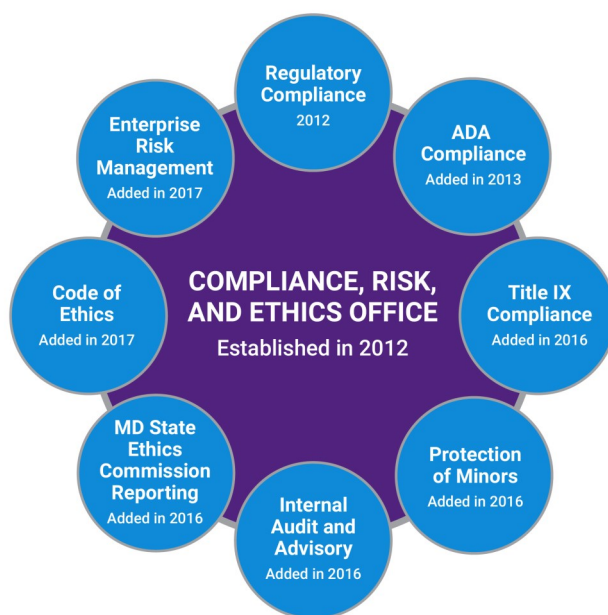 COMPLIANCE, RISK,
AND ETHICS OFFICE
Established in 2012
Regulatory
Compliance
2012
ADA
Compliance
Added in 2013
Title IX
Compliance
Added in 2016
Protection
of Minors
Added in 2016
Internal
Audit and
Advisory
Added in 2016
MD State
Ethics
Commission
Reporting
Added in 2016
Code of
Ethics
Added in 2017
Enterprise
Risk
Management
Added in 2017